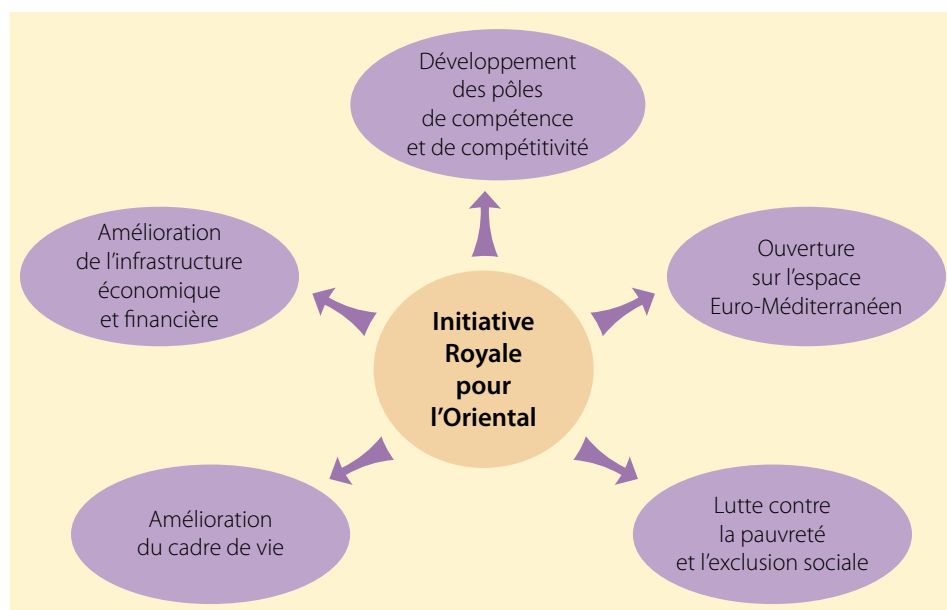 Développement
des pôles
de compétence
et de compétitivité
Amélioration
de l'infrastructure
économique
et financière
Ouverture
sur l'espace
Euro-Méditerranéen
Initiative
Royale
pour
l'Oriental
Amélioration
du cadre de vie
Lutte contre
la pauvreté
et l'exclusion sociale